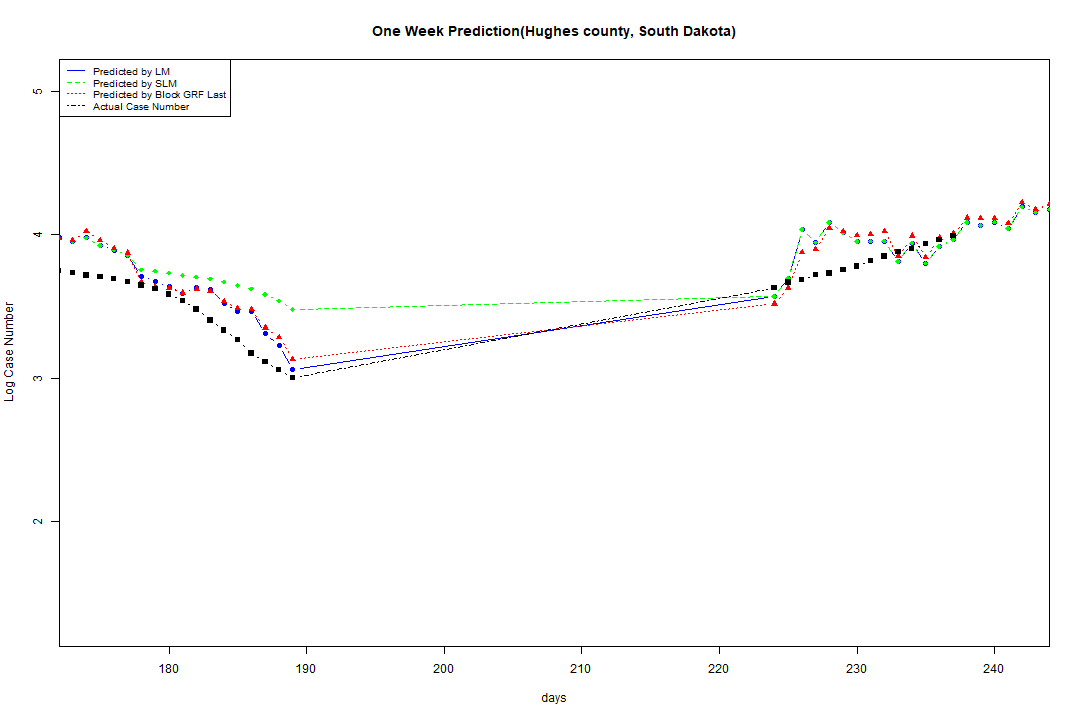 One Week Prediction(Hughes county, South Dakota)
Predicted by LM
Predicted by SLM
Predicted by Block GRF Last
Actual Case Number
5
4
3
2
Log Case Number
180 190 200 210 220 230 240
days